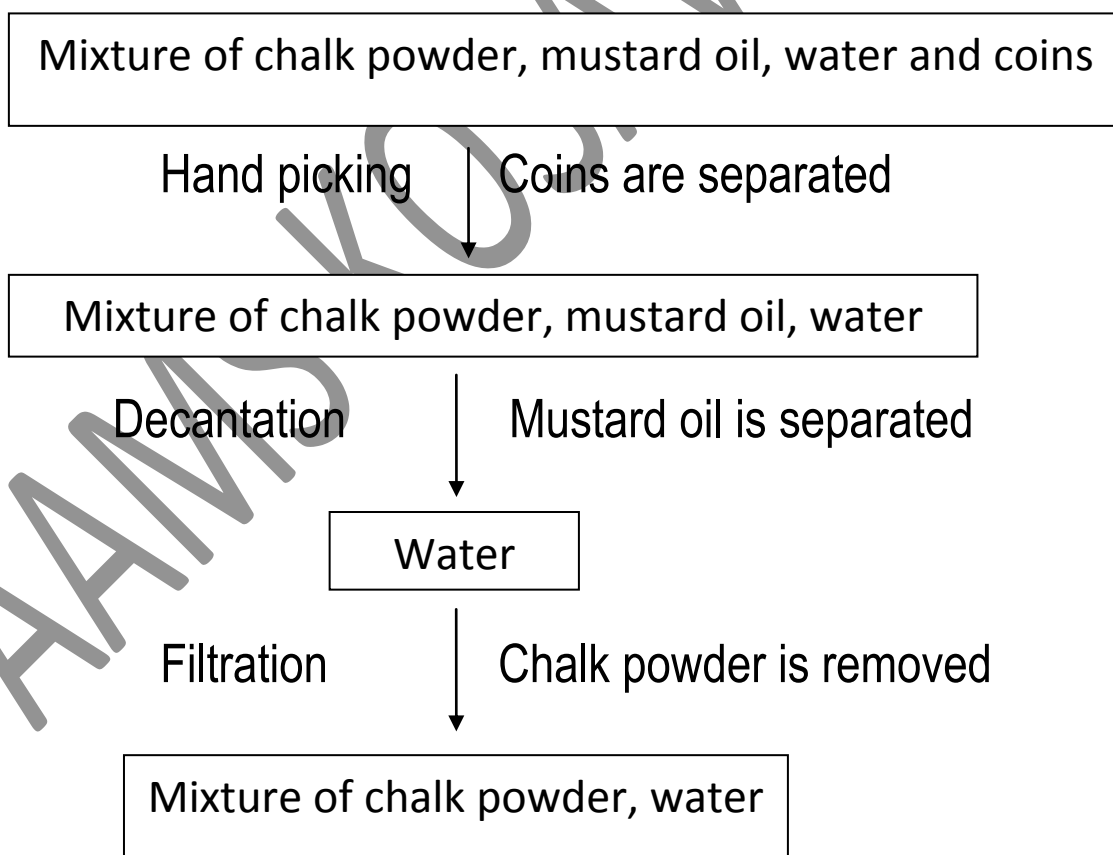 Mixture of chalk powder, mustard oil, water and coins
Hand picking Coins are separated
Mixture of chalk powder, mustard oil, water
Decantation Mustard oil is separated
Water
Filtration Chalk powder is removed
Mixture of chalk powder, water